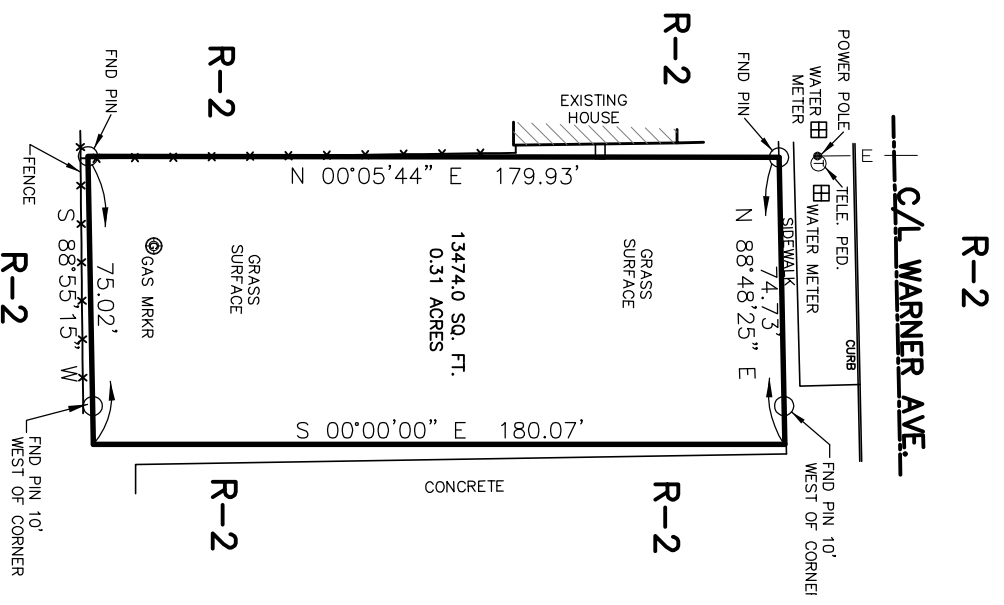 R-2
C/L WARNER AVE.
CURB
E
POWER POLE
WATER
METER
TELE. PED.
T
WATER METER
SIDEWALK
FND PIN
N 88°48'25" E
74.73'
FND PIN 10'
WEST OF CORNER
R-2
R-2
EXISTING
HOUSE
N 00°05'44" E 179.93'
GRASS
SURFACE
13474.0 SQ. FT.
0.31 ACRES
GRASS
SURFACE
S 00°00'00" E 180.07'
CONCRETE
R-2
R-2
GAS MRKR
FND PIN
75.02'
S 88°55'15" W
FENCE
FND PIN 10'
WEST OF CORNER
R-2